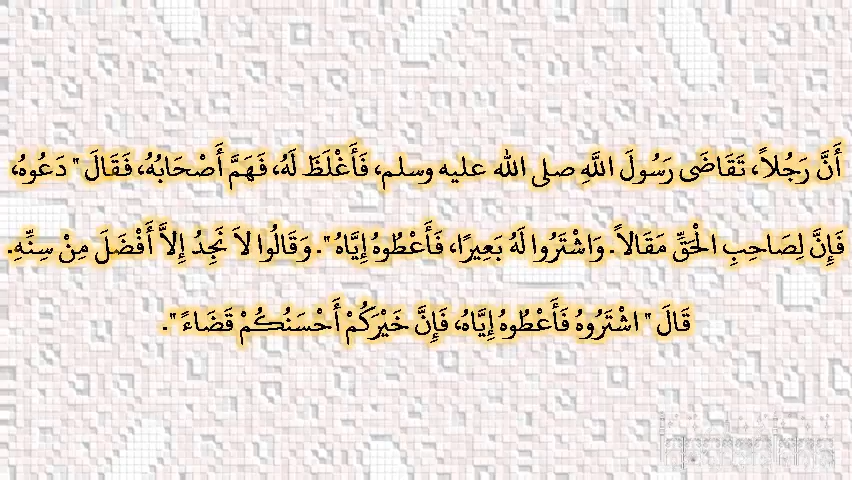 أَنَّ رَجُلاً، تَقَاضَى رَسُولَ اللَّهِ صلى الله عليه وسلم، فَأَغْلَظَ لَهُ، فَهَمَّ أَصْحَابُهُ، فَقَالَ " دَعُوهُ،
فَإِنَّ لِصَاحِبِ الْحَقِّ مَقَالاً. وَاشْتَرُوا لَهُ بَعِيرًا، فَأَعْطُوهُ إِيَّاهُ ". وَقَالُوا لاَ نَجِدُ إِلاَّ أَفْضَلَ مِنْ سِنِّهِ.
قَالَ " اشْتَرُوهُ فَأَعْطُوهُ إِيَّاهُ، فَإِنَّ خَيْرَكُمْ أَحْسَنُكُمْ قَضَاءً ".